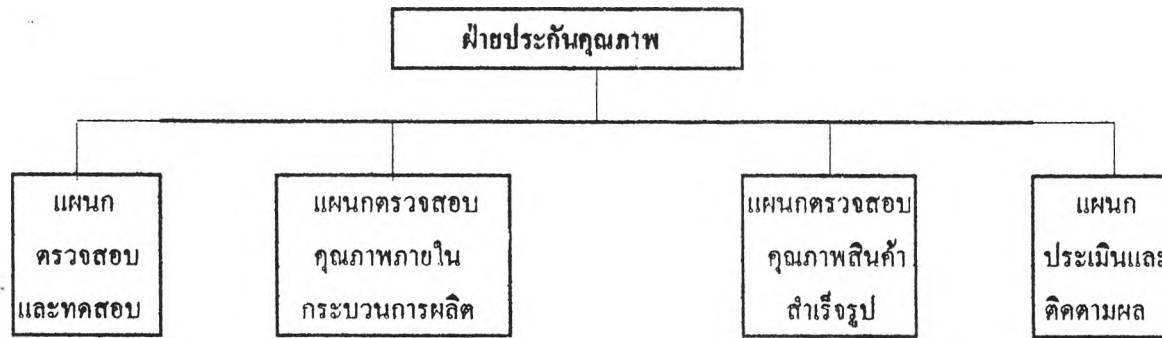 ฝ่ายประกันคุณภาพ
แผนก
ตรวจสอบ
และทดสอบ
แผนกตรวจสอบ
คุณภาพภายใน
กระบวนการผลิต
แผนกตรวจสอบ
คุณภาพสินค้า
สำเร็จรูป
แผนก
ประเมินและ
ติดตามผล